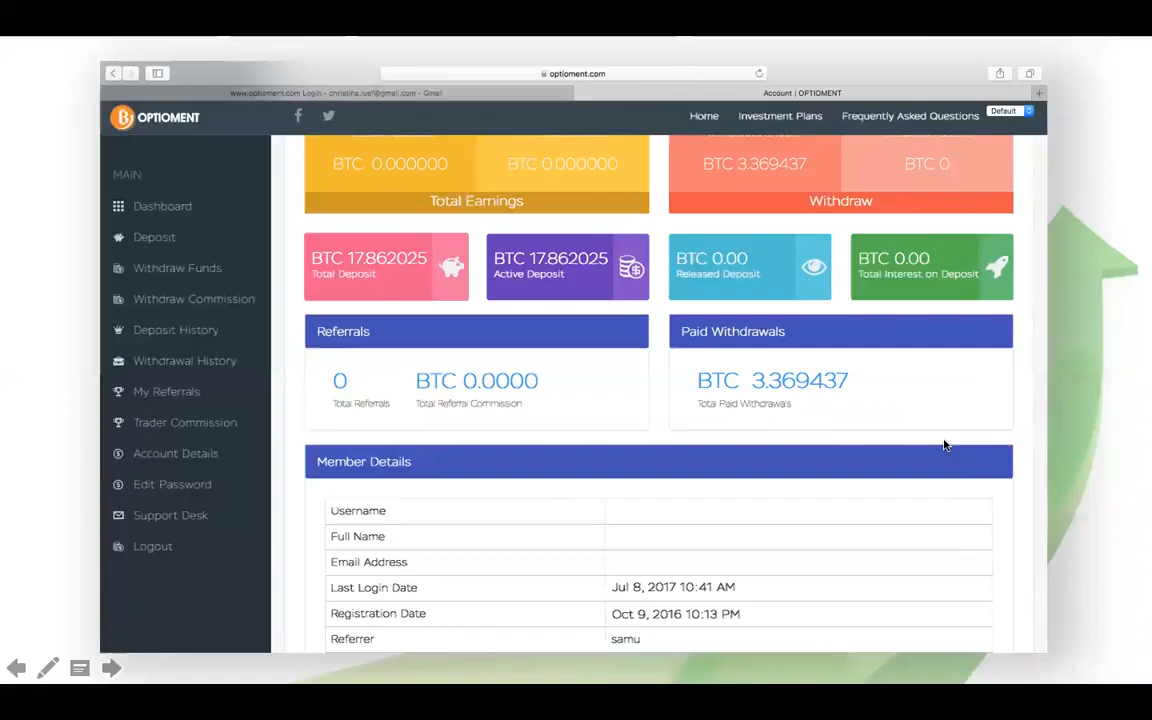 optioment.com
www.optioment.com Login - christina.iuef@gmail.com - Gmail
Account | OPTIOMENT
OPTIOMENT
Home
Investment Plans
Frequently Asked Questions
Default
MAIN
Dashboard
Deposit
Withdraw Funds
Withdraw Commission
Deposit History
Withdrawal History
My Referrals
Trader Commission
Account Details
Edit Password
Support Desk
Logout
BTC 0.000000
BTC 0.000000
Total Earnings
BTC 3.369437
BTC 0
Withdraw
BTC 17.862025
Total Deposit
BTC 17.862025
Active Deposit
BTC 0.00
Released Deposit
BTC 0.00
Total Interest on Deposit
Referrals
0
Total Referrals
BTC 0.0000
Total Referral Commission
Paid Withdrawals
BTC 3.369437
Total Paid Withdrawals
Member Details
Username
Full Name
Email Address
Last Login Date Jul 8, 2017 10:41 AM
Registration Date Oct 9, 2016 10:13 PM
Referrer samu